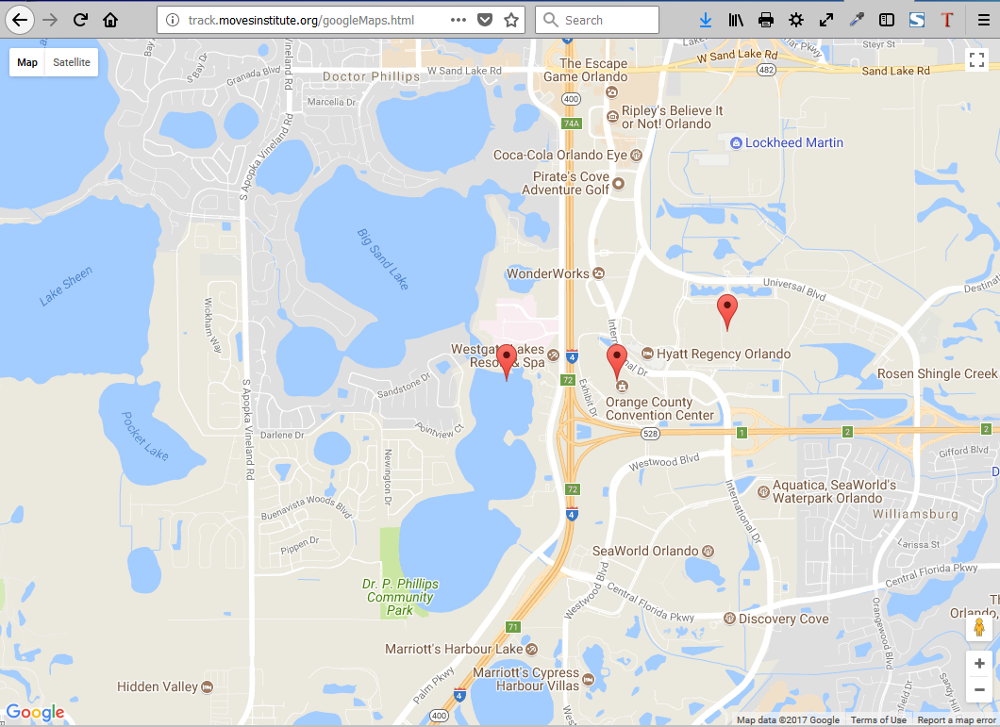 track.movesinstitute.org/googleMaps.html
Search
Map
Satellite
S Bay Dr
Granada Blvd
Vineland Rd
Doctor Phillips
W Sand Lake Rd
Marcella Dr
The Escape
Game Orlando
400
W Sand Lake Rd
482
Steyr St
Sand Lake Rd
Ripley's Believe It
or Not! Orlando
74A
Lockheed Martin
Coca-Cola Orlando Eye
Pirate's Cove
Adventure Golf
S Apopka Vineland Rd
Big Sand Lake
Lake Sheen
WonderWorks
Universal Blvd
Wickham Way
Westgate Lakes
Resort & Spa
4
72
Hyatt Regency Orlando
Rosen Shingle Creek
Exhibit Dr
Orange County
Convention Center
Sandstone Dr
S Apopka Vineland Rd
Pointview Ct
Darlene Dr
Pocket Lake
528
1
2
2
Gifford Blvd
Westwood Blvd
Newington Dr
72
4
International Dr
Aquatica, SeaWorld's
Waterpark Orlando
Williamsburg
Buenavista Woods Blvd
Pippen Dr
SeaWorld Orlando
Larissa St
Central Florida Pkwy
Dr. P. Phillips
Community
Park
Westwood Blvd
Central Florida Pkwy
Orangewood Blvd
71
Discovery Cove
Orlando,
Marriott's Harbour Lake
Palm Pkwy
Marriott's Cypress
Harbour Villas
Hidden Valley
4
400
Sandy Hill
Google
Map data ©2017 Google
Terms of Use
Report a map error